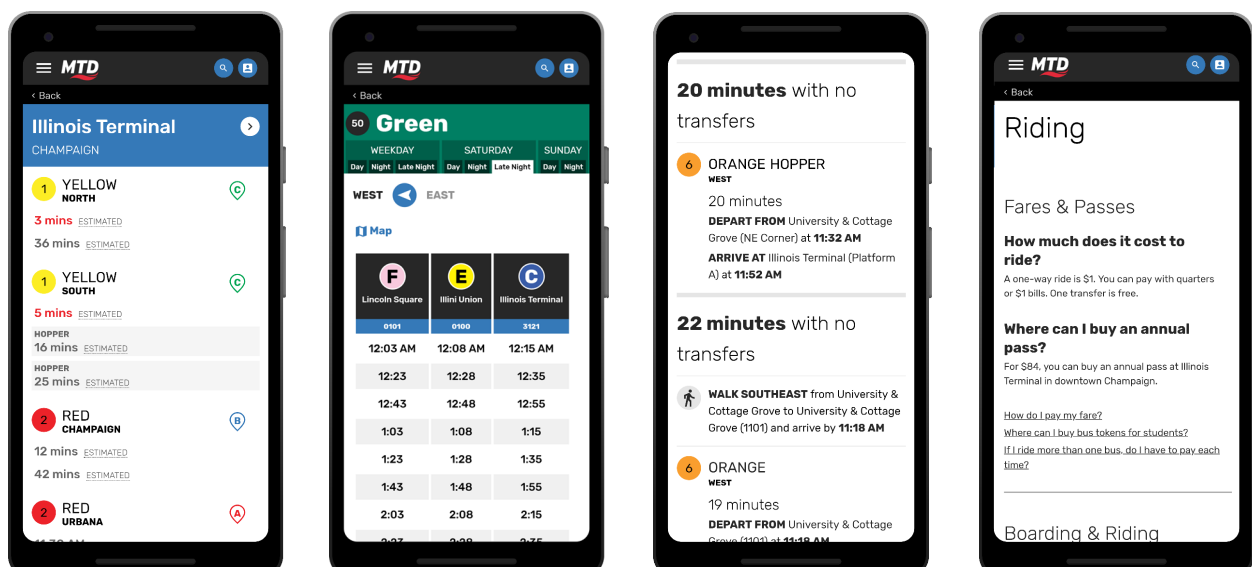 MTD
< Back
Illinois Terminal
CHAMPAIGN
1 YELLOW C
NORTH
3 mins ESTIMATED
36 mins ESTIMATED
1 YELLOW C
SOUTH
5 mins ESTIMATED
HOPPER
16 mins ESTIMATED
HOPPER
25 mins ESTIMATED
2 RED B
CHAMPAIGN
12 mins ESTIMATED
42 mins ESTIMATED
2 RED A
URBANA
MTD
< Back
50 Green
WEEKDAY SATURDAY SUNDAY
Day Night Late Night Day Night Late Night Day Night
WEST EAST
Map
F E C
Lincoln Square Illini Union Illinois Terminal
0101 0100 3121
12:03 AM 12:08 AM 12:15 AM
12:23 12:28 12:35
12:43 12:48 12:55
1:03 1:08 1:15
1:23 1:28 1:35
1:43 1:48 1:55
2:03 2:08 2:15
2:23 2:28 2:35
20 minutes with no
transfers
6 ORANGE HOPPER
WEST
20 minutes
DEPART FROM University & Cottage
Grove (NE Corner) at 11:32 AM
ARRIVE AT Illinois Terminal (Platform
A) at 11:52 AM
22 minutes with no
transfers
WALK SOUTHEAST from University &
Cottage Grove to University & Cottage
Grove (1101) and arrive by 11:18 AM
6 ORANGE
WEST
19 minutes
DEPART FROM University & Cottage
Grove (1101) at 11:18 AM
MTD
< Back
Riding
Fares & Passes
How much does it cost to
ride?
A one-way ride is $1. You can pay with quarters
or $1 bills. One transfer is free.
Where can I buy an annual
pass?
For $84, you can buy an annual pass at Illinois
Terminal in downtown Champaign.
How do I pay my fare?
Where can I buy bus tokens for students?
If I ride more than one bus, do I have to pay each
time?
Boarding & Riding